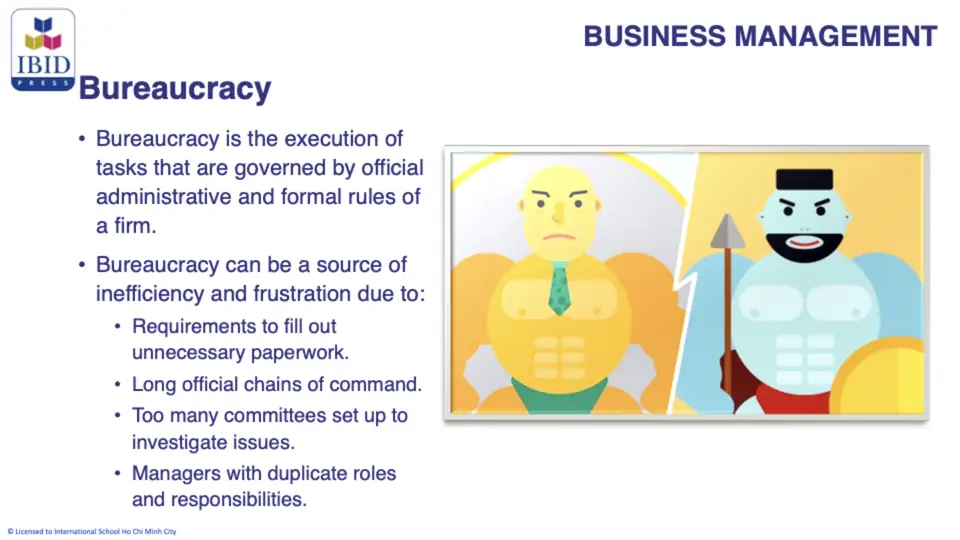 IBID
PRESS
BUSINESS MANAGEMENT
Bureaucracy
• Bureaucracy is the execution of
tasks that are governed by official
administrative and formal rules of
a firm.
• Bureaucracy can be a source of
inefficiency and frustration due to:
• Requirements to fill out
unnecessary paperwork.
• Long official chains of command.
• Too many committees set up to
investigate issues.
• Managers with duplicate roles
and responsibilities.
© Licensed to International School Ho Chi Minh City